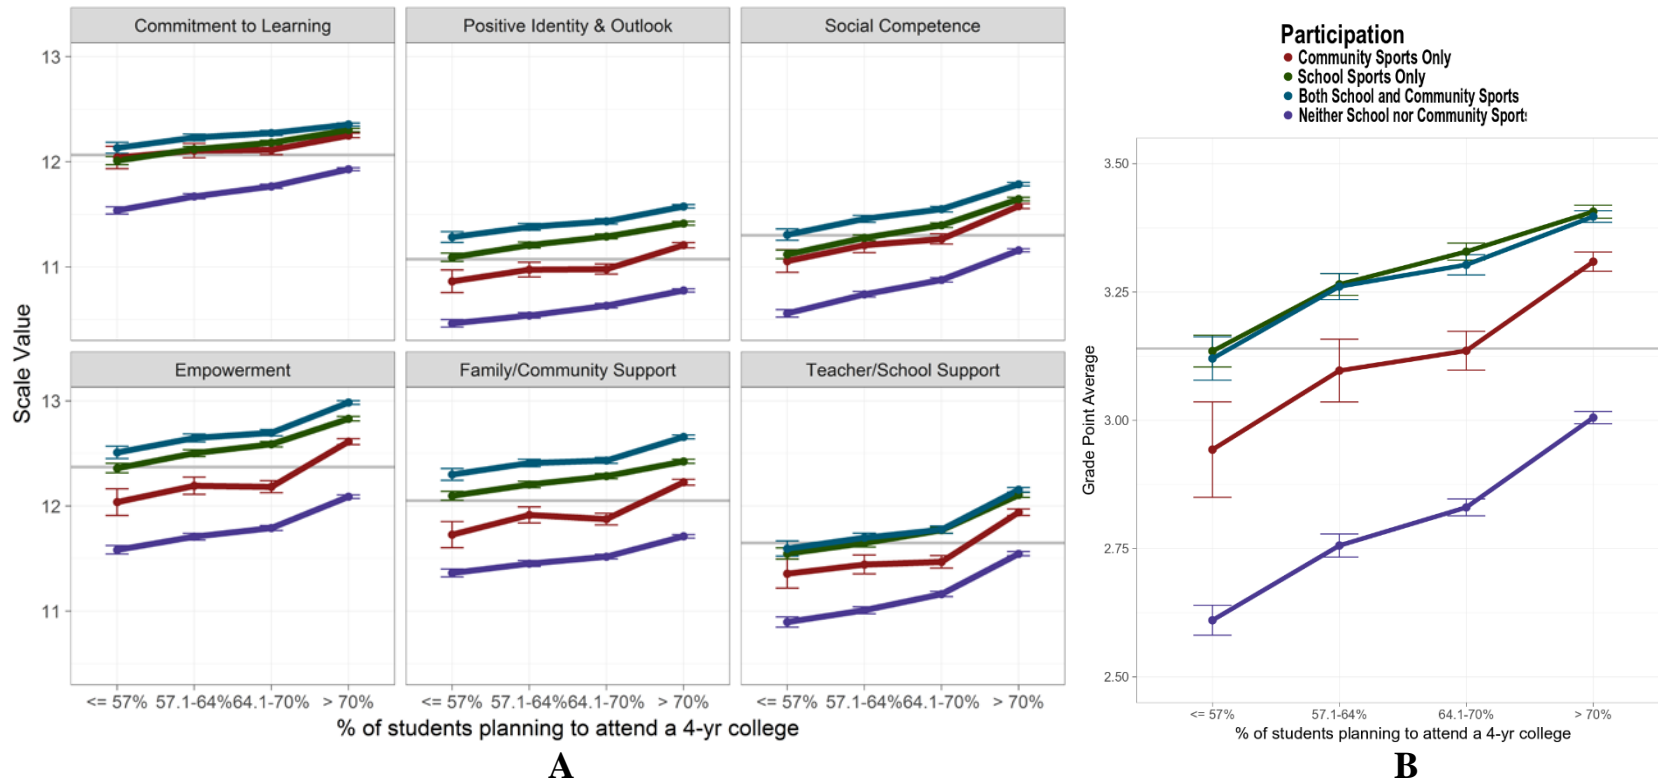 Commitment to Learning
Positive Identity & Outlook
Social Competence
13
12
11
Empowerment
Family/Community Support
Teacher/School Support
13
12
11
Scale Value
<= 57% 57.1-64% 64.1-70% > 70%
<= 57% 57.1-64% 64.1-70% > 70%
<= 57% 57.1-64% 64.1-70% > 70%
% of students planning to attend a 4-yr college
A
Participation
Community Sports Only
School Sports Only
Both School and Community Sports
Neither School nor Community Sports
3.50
3.25
3.00
2.75
2.50
Grade Point Average
<= 57% 57.1-64% 64.1-70% > 70%
% of students planning to attend a 4-yr college
B